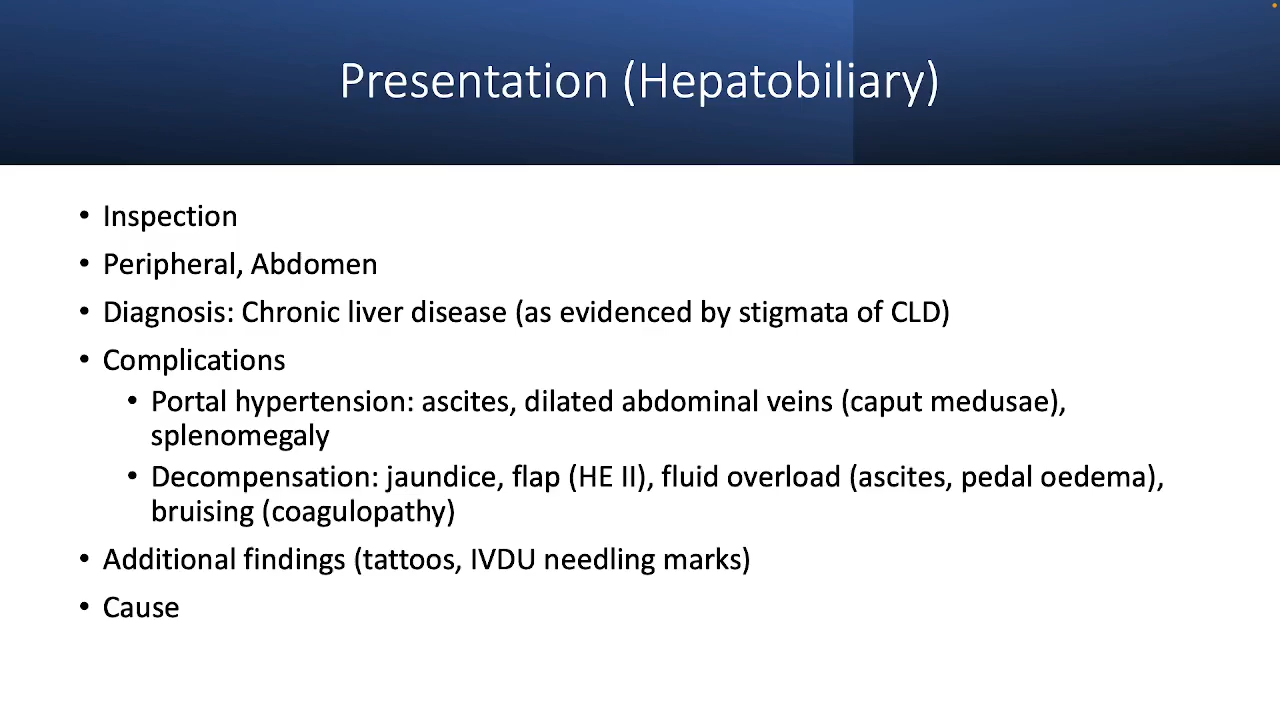 Presentation (Hepatobiliary)
• Inspection
• Peripheral, Abdomen
• Diagnosis: Chronic liver disease (as evidenced by stigmata of CLD)
• Complications
• Portal hypertension: ascites, dilated abdominal veins (caput medusae),
splenomegaly
• Decompensation: jaundice, flap (HE II), fluid overload (ascites, pedal oedema),
bruising (coagulopathy)
• Additional findings (tattoos, IVDU needling marks)
• Cause